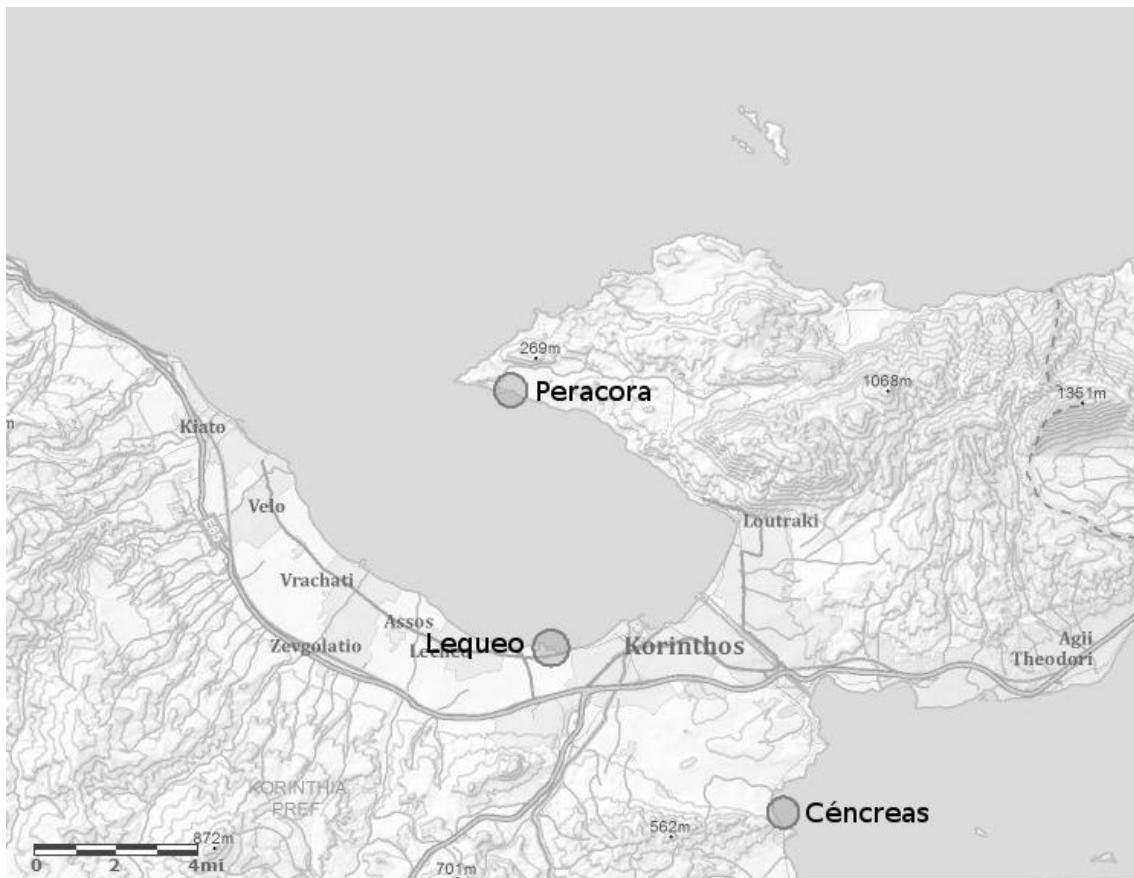 269m
Peracora
1068m
1351m
m
Kiato
Velo
E65
Loutraki
Vrachati
Assos
Lequeo
Korinthos
Zevgolatio
Agii
Theodori
KORINTHIA
PREF
Céncreas
562m
872m
701m
0 2 4mi